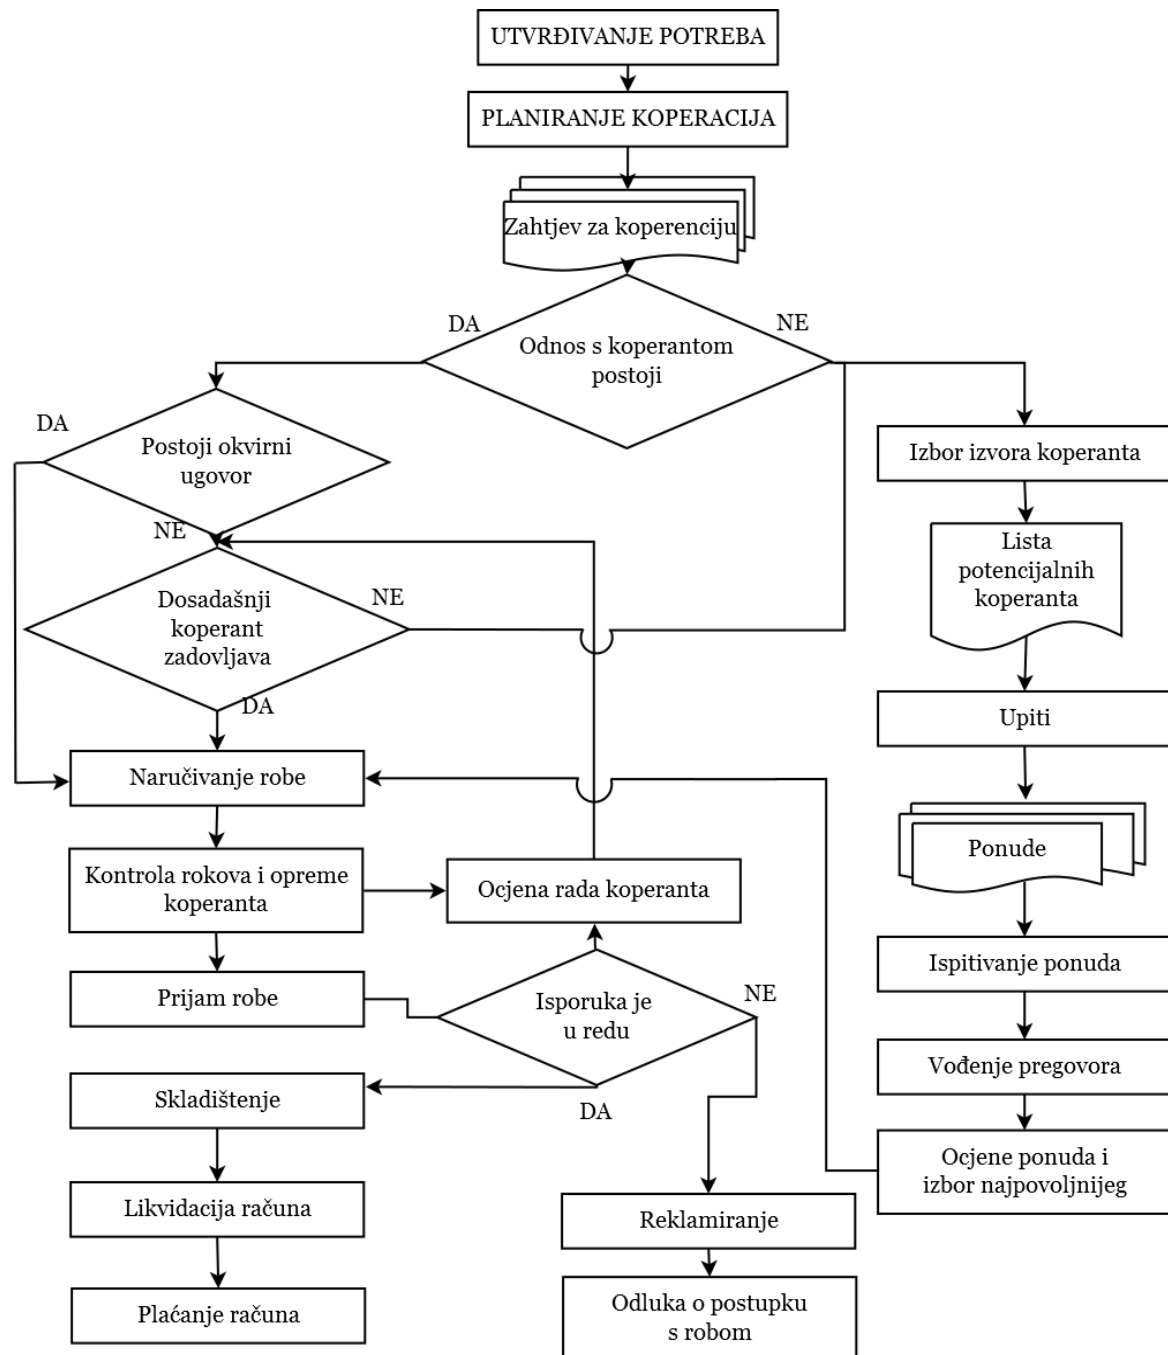 UTVRĐIVANJE POTREBA
PLANIRANJE KOPERACIJA
Zahtjev za koperenciju
DA
NE
Odnos s koperantom
postoji
DA
Postoji okvirni
ugovor
Izbor izvora koperanta
NE
Lista
potencijalnih
koperanta
Dosadašnji
koperant
zadovljava
NE
DA
Upiti
Naručivanje robe
Ponude
Kontrola rokova i opreme
koperanta
Ocjena rada koperanta
Ispitivanje ponuda
Prijam robe
Isporuka je
u redu
NE
Vođenje pregovora
Skladištenje
DA
Ocjene ponuda i
izbor najpovoljnijeg
Likvidacija računa
Reklamiranje
Plaćanje računa
Odluka o postupku
s robom